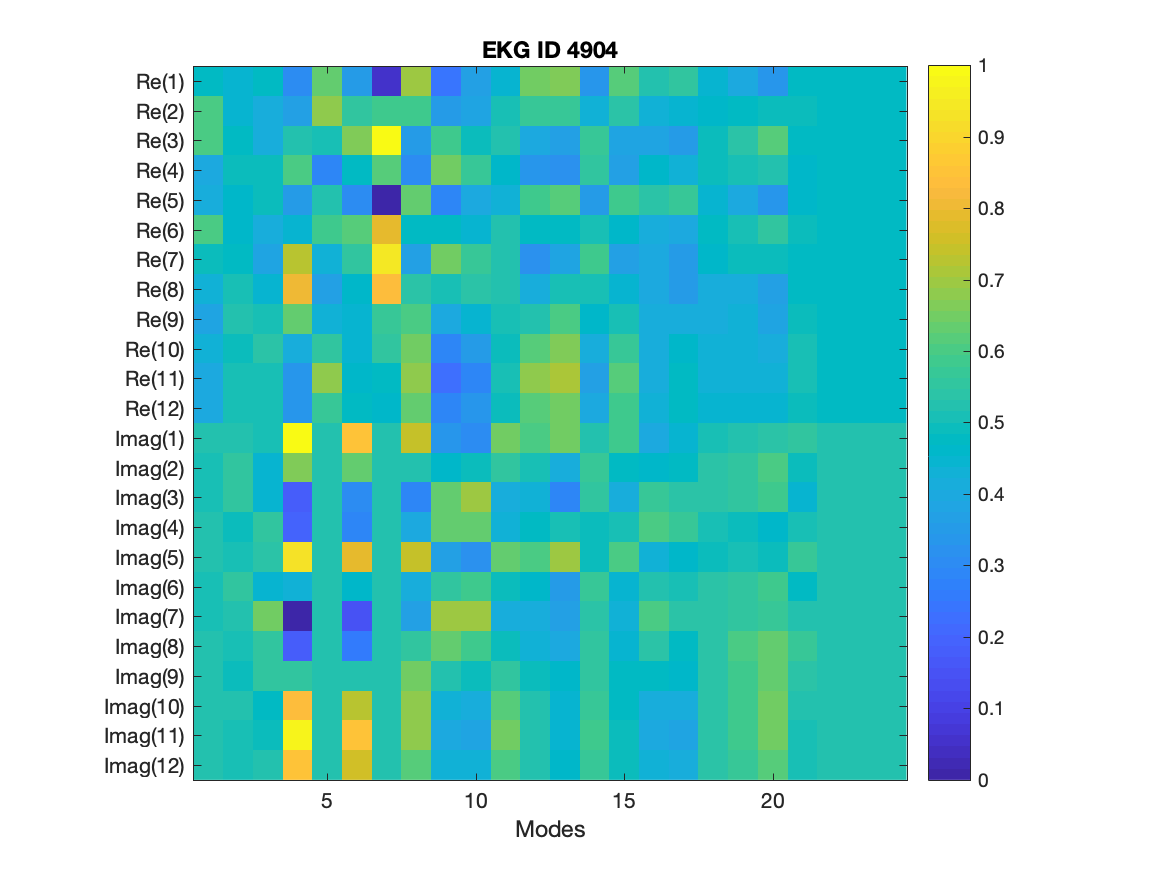 EKG ID 4904
Re(1)
Re(2)
Re(3)
Re(4)
Re(5)
Re(6)
Re(7)
Re(8)
Re(9)
Re(10)
Re(11)
Re(12)
Imag(1)
Imag(2)
Imag(3)
Imag(4)
Imag(5)
Imag(6)
Imag(7)
Imag(8)
Imag(9)
Imag(10)
Imag(11)
Imag(12)
5 10 15 20
Modes
1
0.9
0.8
0.7
0.6
0.5
0.4
0.3
0.2
0.1
0